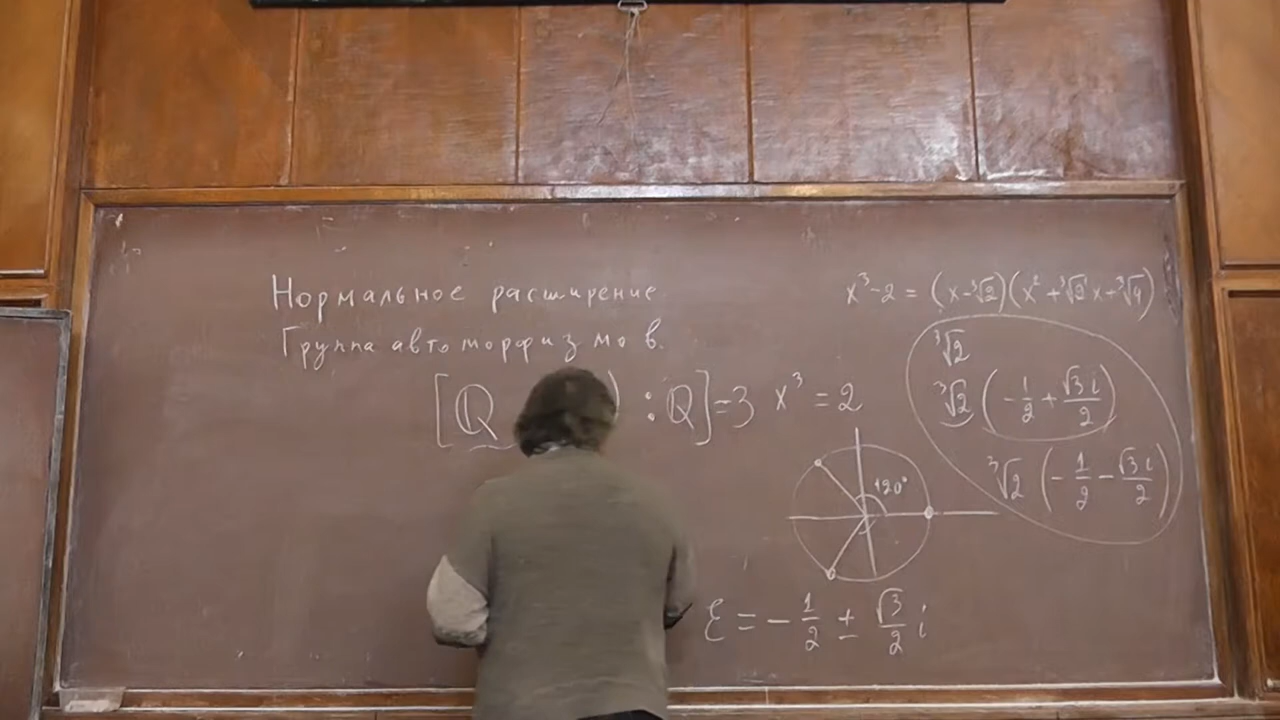 Нормальное расширение
Группа автоморфизмов.
[ℚ ) : ℚ] = 3 x³ = 2
x³-2 = (x-∛2)(x²+∛2 x+∛4)
∛2
∛2 (-1/2 + √3 i/2)
∛2 (-1/2 - √3 i/2)
120°
ε = -1/2 ± √3/2 i